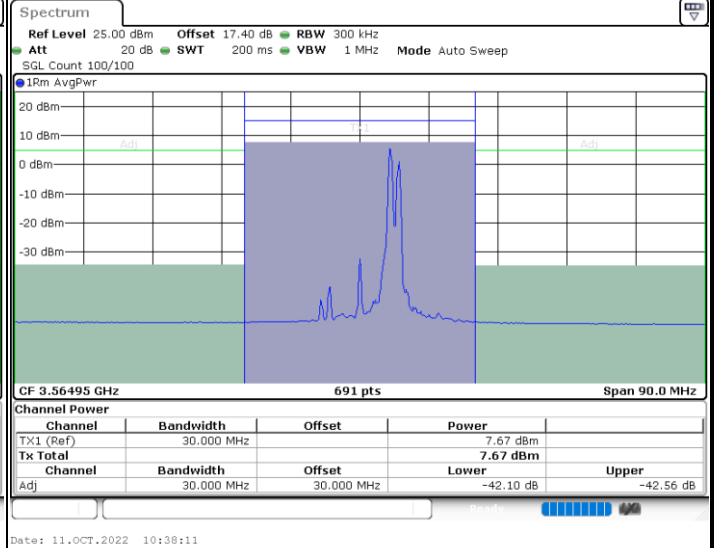 Spectrum
Ref Level 25.00 dBm Offset 17.40 dB RBW 300 kHz
Att 20 dB SWT 200 ms VBW 1 MHz Mode Auto Sweep
SGL Count 100/100
1Rm AvgPwr
20 dBm
TX1
10 dBm
Adj Adj
0 dBm
-10 dBm
-20 dBm
-30 dBm
CF 3.56495 GHz 691 pts Span 90.0 MHz
Channel Power
Channel Bandwidth Offset Power
TX1 (Ref) 30.000 MHz 7.67 dBm
Tx Total 7.67 dBm
Channel Bandwidth Offset Lower Upper
Adj 30.000 MHz 30.000 MHz -42.10 dB -42.56 dB
Ready
Date: 11.OCT.2022 10:38:11